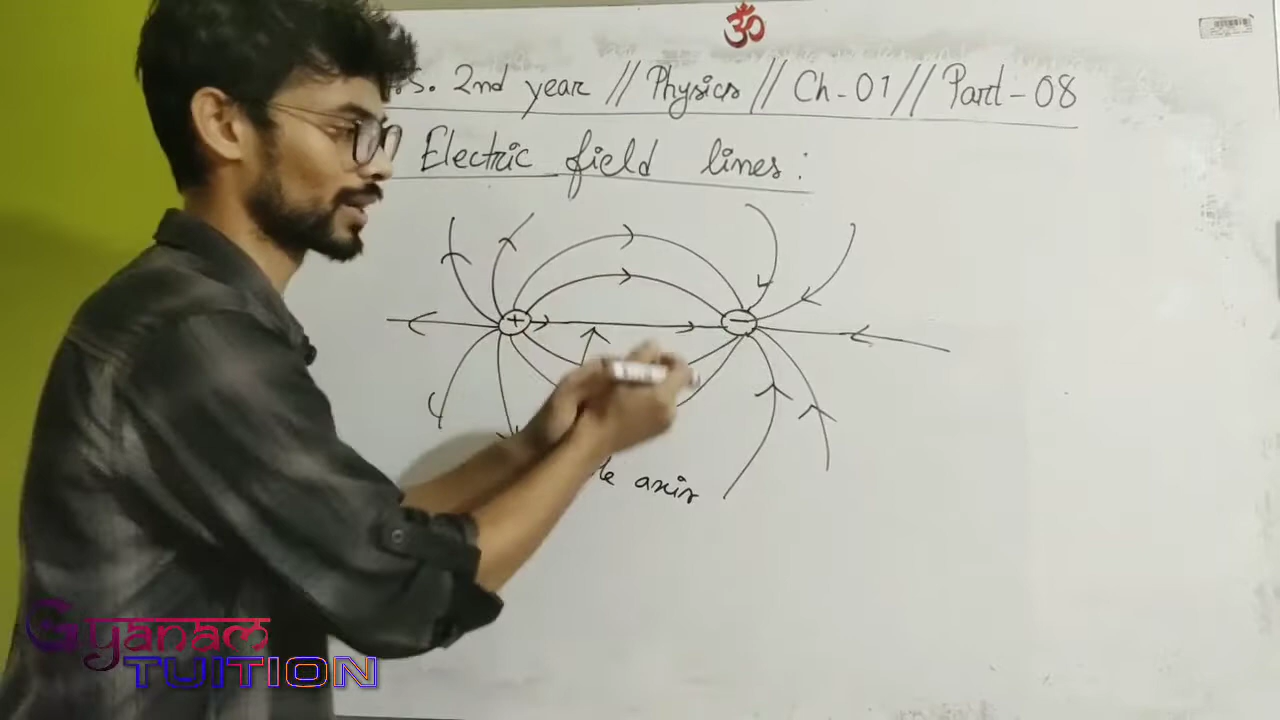 ॐ
.S. 2nd year // Physics // Ch-01 // Part-08
Electric field lines:
+ −
axis
Gyanam
TUITION